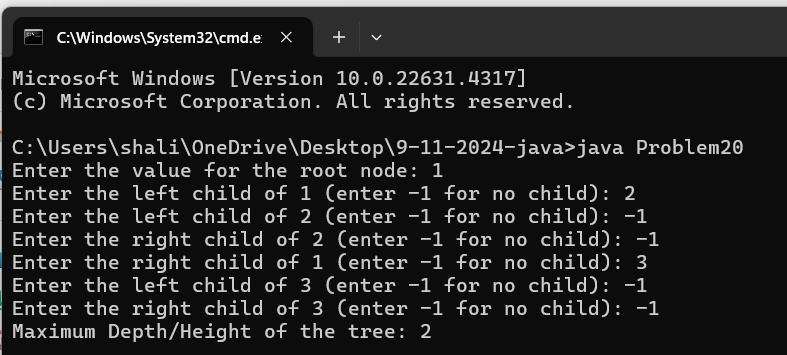 C:\Windows\System32\cmd.e
Microsoft Windows [Version 10.0.22631.4317]
(c) Microsoft Corporation. All rights reserved.
C:\Users\shali\OneDrive\Desktop\9-11-2024-java>java Problem20
Enter the value for the root node: 1
Enter the left child of 1 (enter -1 for no child): 2
Enter the left child of 2 (enter -1 for no child): -1
Enter the right child of 2 (enter -1 for no child): -1
Enter the right child of 1 (enter -1 for no child): 3
Enter the left child of 3 (enter -1 for no child): -1
Enter the right child of 3 (enter -1 for no child): -1
Maximum Depth/Height of the tree: 2